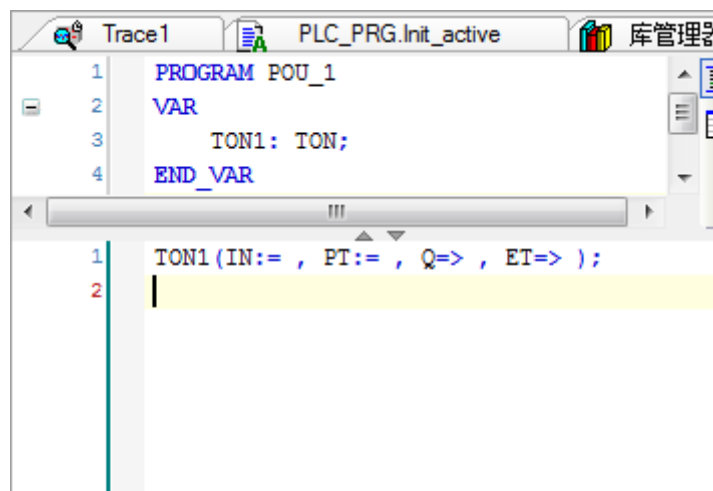 Trace1 PLC_PRG.Init_active 库管理器
1 PROGRAM POU_1
2 VAR
3 TON1: TON;
4 END_VAR
1 TON1(IN:= , PT:= , Q=> , ET=> );
2